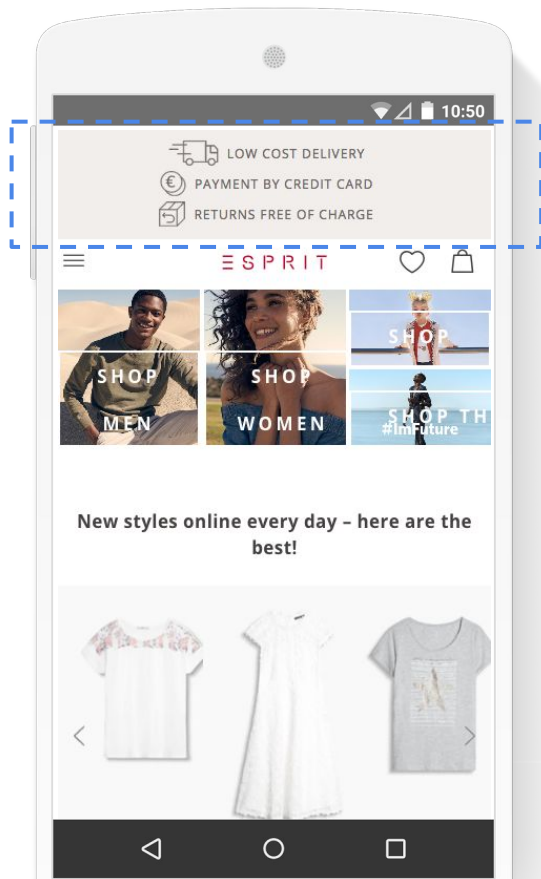 10:50
LOW COST DELIVERY
PAYMENT BY CREDIT CARD
RETURNS FREE OF CHARGE
ESPRIT
SHOP
MEN
SHOP
WOMEN
SHOP
SHOP TH
#ImFuture
New styles online every day – here are the
best!